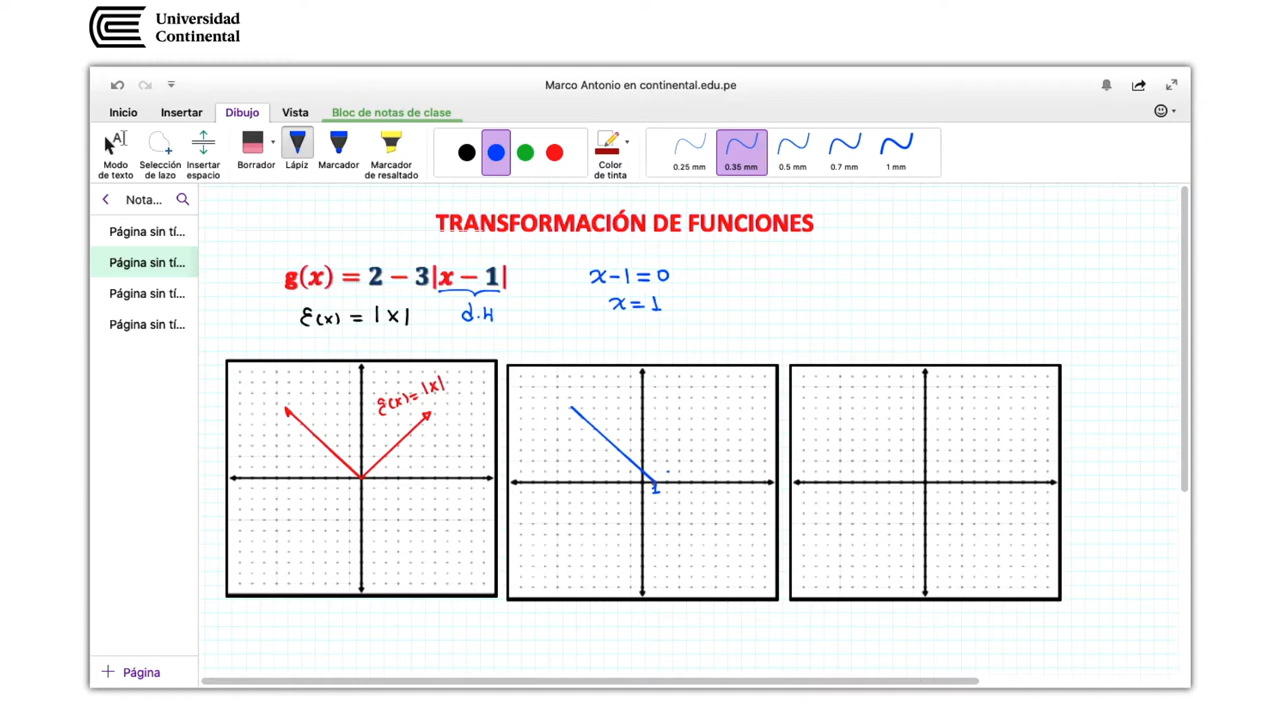 Universidad
Continental
Marco Antonio en continental.edu.pe
Inicio
Insertar
Dibujo
Vista
Bloc de notas de clase
Modo
de texto
Selección
de lazo
Insertar
espacio
Borrador
Lápiz
Marcador
Marcador
de resaltado
Color
de tinta
0.25 mm
0.35 mm
0.5 mm
0.7 mm
1 mm
Nota...
Página sin tí...
Página sin tí...
Página sin tí...
Página sin tí...
Página
TRANSFORMACIÓN DE FUNCIONES
g(x) = 2 − 3|x − 1|
x-1=0
f(x) = |x|
d.H
x=1
f(x)=|x|
1